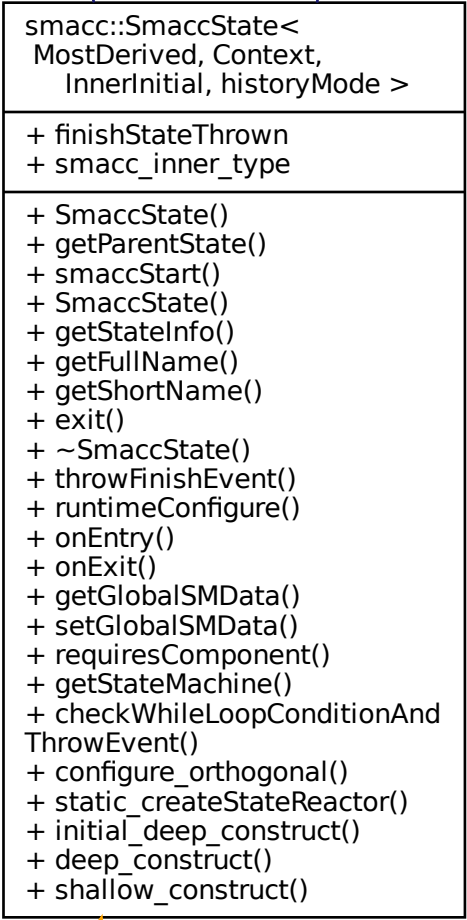 smacc::SmaccState<
MostDerived, Context,
InnerInitial, historyMode >
+ finishStateThrown
+ smacc_inner_type
+ SmaccState()
+ getParentState()
+ smaccStart()
+ SmaccState()
+ getStateInfo()
+ getFullName()
+ getShortName()
+ exit()
+ ~SmaccState()
+ throwFinishEvent()
+ runtimeConfigure()
+ onEntry()
+ onExit()
+ getGlobalSMData()
+ setGlobalSMData()
+ requiresComponent()
+ getStateMachine()
+ checkWhileLoopConditionAnd
ThrowEvent()
+ configure_orthogonal()
+ static_createStateReactor()
+ initial_deep_construct()
+ deep_construct()
+ shallow_construct()